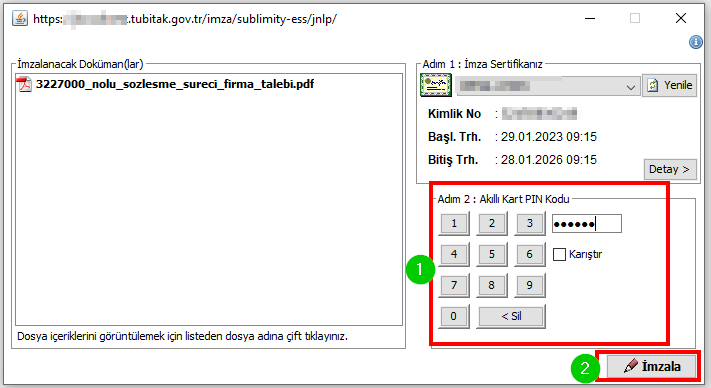 https:
.tubitak.gov.tr/imza/sublimity-ess/jnlp/
İmzalanacak Doküman(lar)
3227000_nolu_sozlesme_sureci_firma_talebi.pdf
Dosya içeriklerini görüntülemek için listeden dosya adına çift tıklayınız.
Adım 1 : İmza Sertifikanız
Yenile
Kimlik No :
Başl. Trh. : 29.01.2023 09:15
Bitiş Trh. : 28.01.2026 09:15
Detay >
Adım 2 : Akıllı Kart PIN Kodu
1 2 3 ●●●●●●
4 5 6 Karıştır
1
7 8 9
0 < Sil
2 İmzala